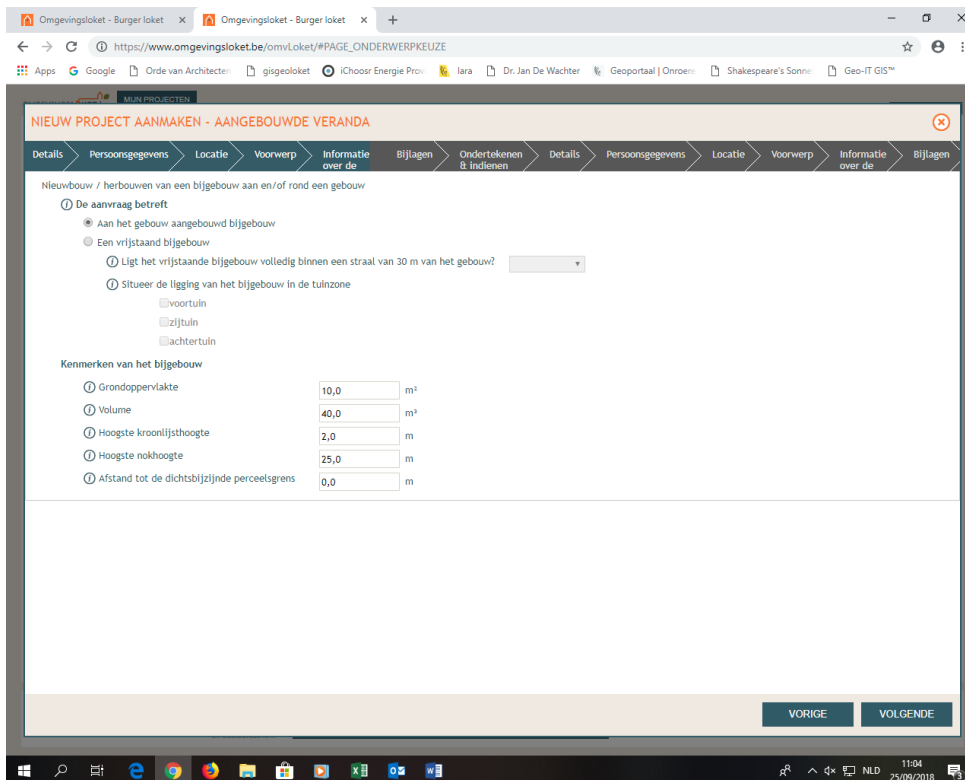 Omgevingsloket - Burger loket × Omgevingsloket - Burger loket × +
https://www.omgevingsloket.be/omvLoket/#PAGE_ONDERWERPKEUZE
Apps Google Orde van Architecten gisgeoloket iChoosr Energie Prov lara Dr. Jan De Wachter Geoportaal | Onroere Shakespeare's Sonne Geo-IT GIS™
MIJN PROJECTEN
NIEUW PROJECT AANMAKEN - AANGEBOUWDE VERANDA
Details Persoonsgegevens Locatie Voorwerp Informatie over de Bijlagen Ondertekenen & indienen Details Persoonsgegevens Locatie Voorwerp Informatie over de Bijlagen
Nieuwbouw / herbouwen van een bijgebouw aan en/of rond een gebouw
De aanvraag betreft
Aan het gebouw aangebouwd bijgebouw
Een vrijstaand bijgebouw
Ligt het vrijstaande bijgebouw volledig binnen een straal van 30 m van het gebouw?
Situeer de ligging van het bijgebouw in de tuinzone
voortuin
zijtuin
achtertuin
Kenmerken van het bijgebouw
Grondoppervlakte 10,0 m²
Volume 40,0 m³
Hoogste kroonlijsthoogte 2,0 m
Hoogste nokhoogte 25,0 m
Afstand tot de dichtsbijzijnde perceelsgrens 0,0 m
VORIGE VOLGENDE
NLD 11:04
25/09/2018